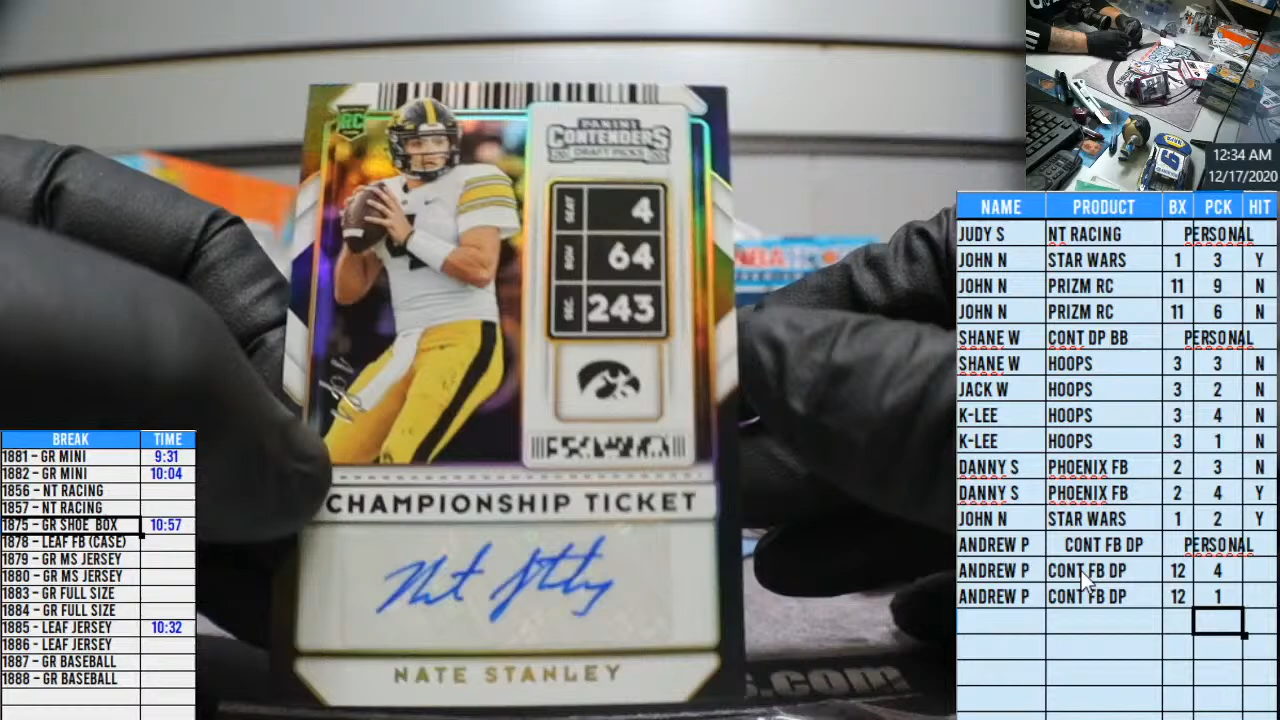 RC
PANINI
CONTENDERS
DRAFT PICKS
SEAT 4
ROW 64
SEC. 243
CHAMPIONSHIP TICKET
Nate Stanley
NATE STANLEY
NBA
s.com
12:34 AM
12/17/2020
NAME PRODUCT BX PCK HIT
JUDY S NT RACING PERSONAL
JOHN N STAR WARS 1 3 Y
JOHN N PRIZM RC 11 9 N
JOHN N PRIZM RC 11 6 N
SHANE W CONT DP BB PERSONAL
SHANE W HOOPS 3 3 N
JACK W HOOPS 3 2 N
K-LEE HOOPS 3 4 N
K-LEE HOOPS 3 1 N
DANNY S PHOENIX FB 2 3 N
DANNY S PHOENIX FB 2 4 Y
JOHN N STAR WARS 1 2 Y
ANDREW P CONT FB DP PERSONAL
ANDREW P CONT FB DP 12 4
ANDREW P CONT FB DP 12 1
BREAK TIME
1881 - GR MINI 9:31
1882 - GR MINI 10:04
1856 - NT RACING
1857 - NT RACING
1875 - GR SHOE BOX 10:57
1878 - LEAF FB (CASE)
1879 - GR MS JERSEY
1880 - GR MS JERSEY
1883 - GR FULL SIZE
1884 - GR FULL SIZE
1885 - LEAF JERSEY 10:32
1886 - LEAF JERSEY
1887 - GR BASEBALL
1888 - GR BASEBALL